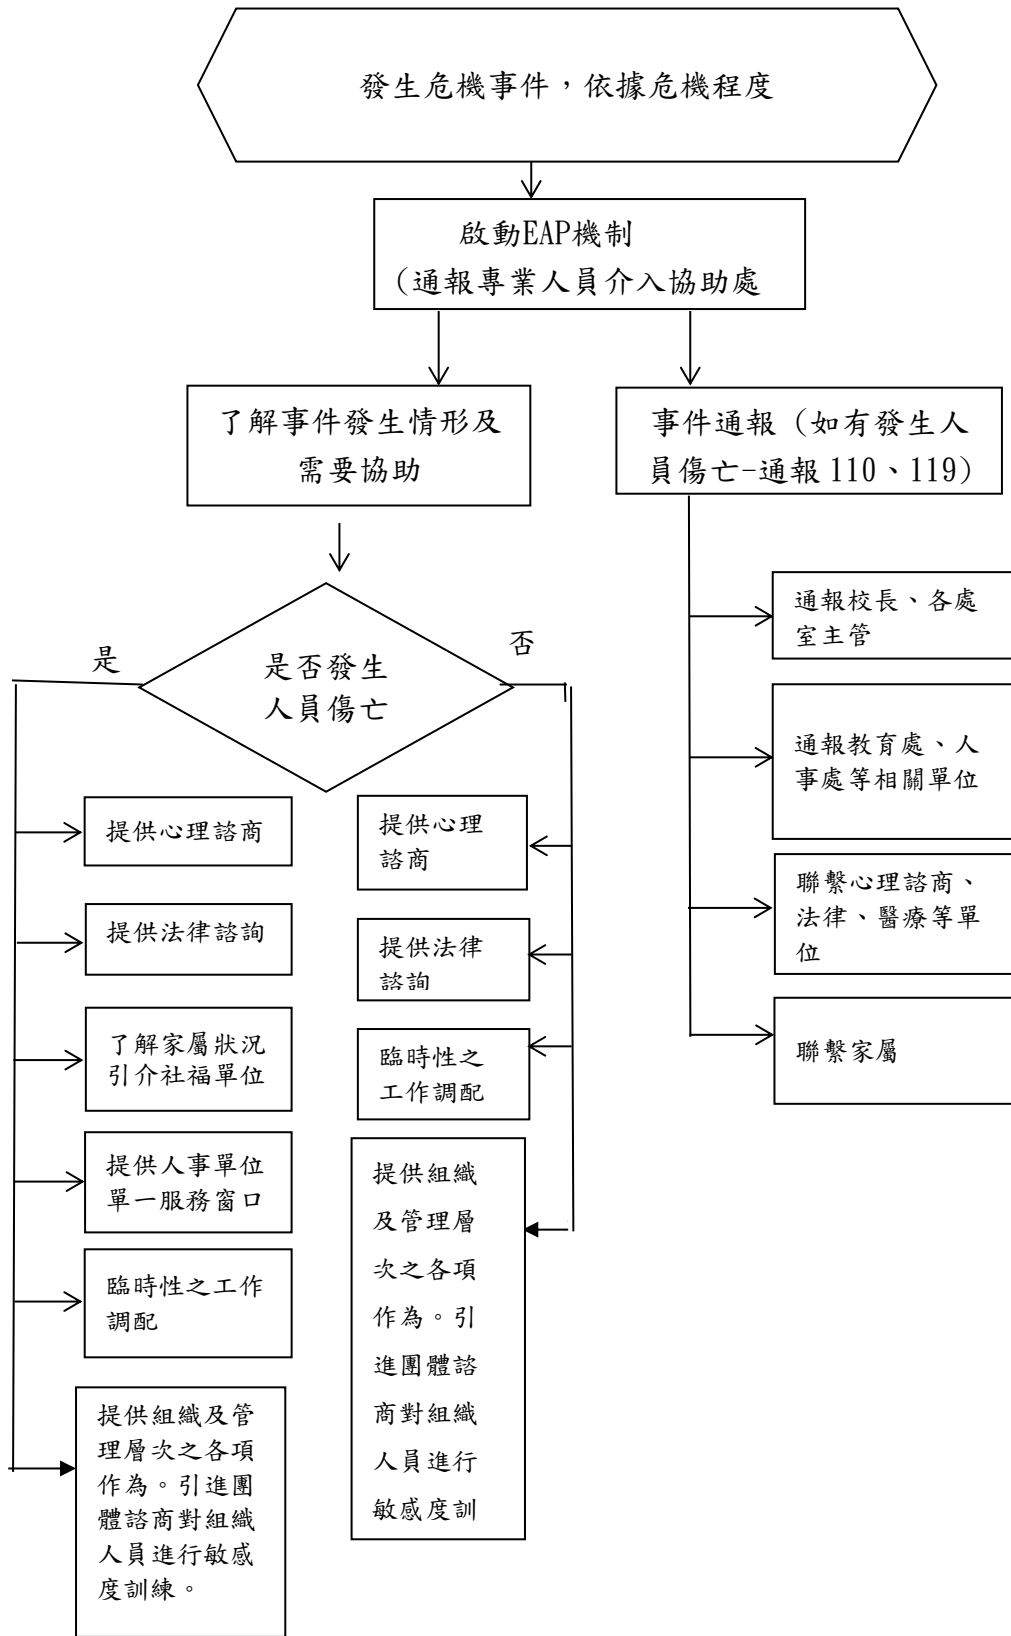 發生危機事件，依據危機程度
啟動EAP機制
(通報專業人員介入協助處
了解事件發生情形及
需要協助
事件通報（如有發生人
員傷亡-通報 110、119）
是
否
是否發生
人員傷亡
提供心理諮商
提供法律諮詢
了解家屬狀況
引介社福單位
提供人事單位
單一服務窗口
臨時性之工作
調配
提供組織及管
理層次之各項
作為。引進團
體諮商對組織
人員進行敏感
度訓練。
提供心理
諮商
提供法律
諮詢
臨時性之
工作調配
提供組織
及管理層
次之各項
作為。引
進團體諮
商對組織
人員進行
敏感度訓
通報校長、各處
室主管
通報教育處、人
事處等相關單位
聯繫心理諮商、
法律、醫療等單
位
聯繫家屬